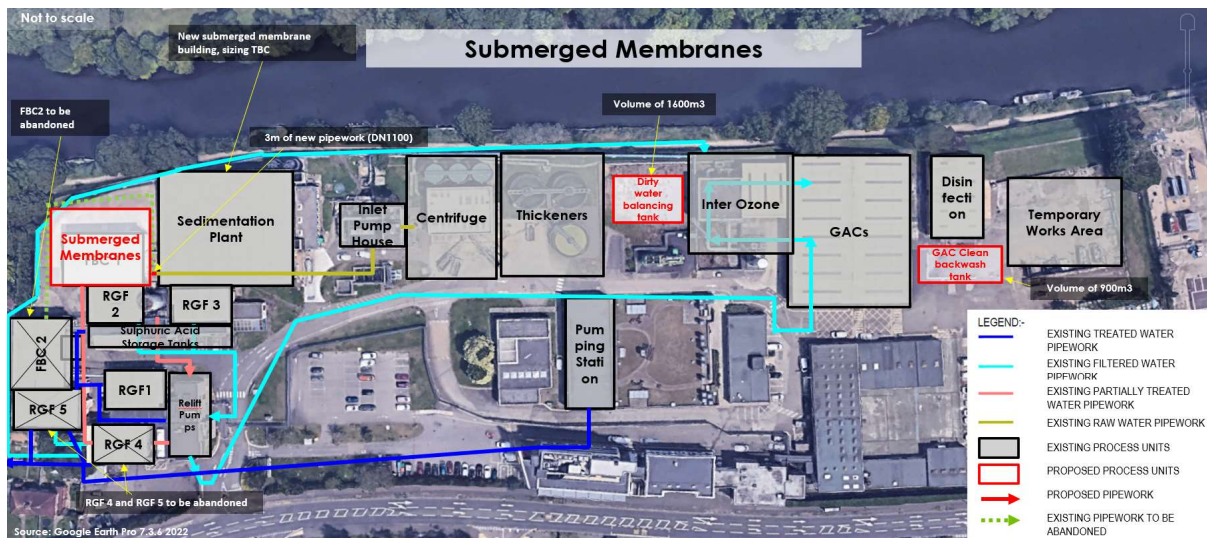 Not to scale
New submerged membrane
building, sizing TBC
Submerged Membranes
FBC2 to be
abandoned
Volume of 1600m3
3m of new pipework (DN1100)
Submerged
Membranes
Sedimentation
Plant
Inlet
Pump
House
Centrifuge
Thickeners
Dirty
water
balancing
tank
Inter Ozone
GACs
Disin
fecti
on
Temporary
Works Area
GAC Clean
backwash
tank
Volume of 900m3
RGF
2
RGF 3
Sulphuric Acid
Storage Tanks
FBC 2
RGF1
Relift
Pum
ps
RGF 5
RGF 4
Pum
ping
Stati
on
RGF 4 and RGF 5 to be abandoned
LEGEND:-
EXISTING TREATED WATER
PIPEWORK
EXISTING FILTERED WATER
PIPEWORK
EXISTING PARTIALLY TREATED
WATER PIPEWORK
EXISTING RAW WATER PIPEWORK
EXISTING PROCESS UNITS
PROPOSED PROCESS UNITS
PROPOSED PIPEWORK
EXISTING PIPEWORK TO BE
ABANDONED
Source: Google Earth Pro 7.3.6 2022